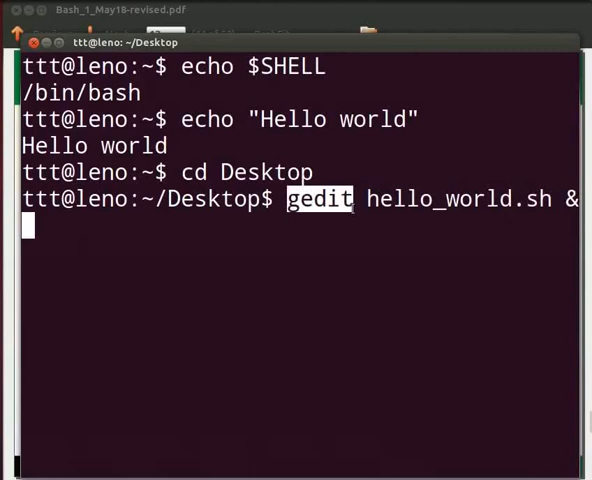 Bash_1_May18-revised.pdf
ttt@leno: ~/Desktop
ttt@leno:~$ echo $SHELL
/bin/bash
ttt@leno:~$ echo "Hello world"
Hello world
ttt@leno:~$ cd Desktop
ttt@leno:~/Desktop$ gedit hello_world.sh &